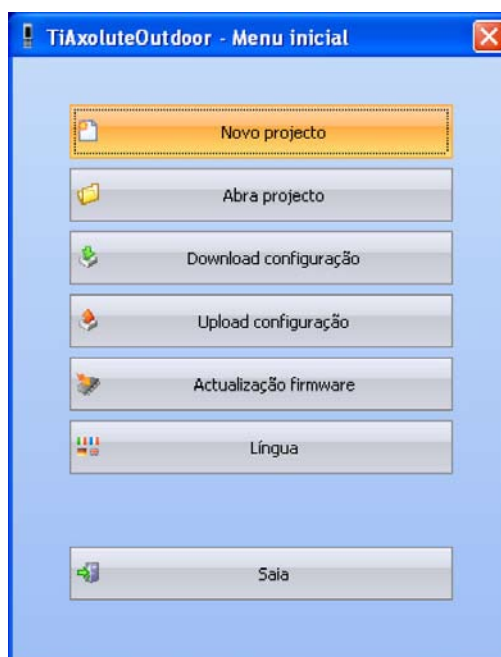 TiAxoluteOutdoor - Menu inicial
Novo projecto
Abra projecto
Download configuração
Upload configuração
Actualização firmware
Língua
Saia